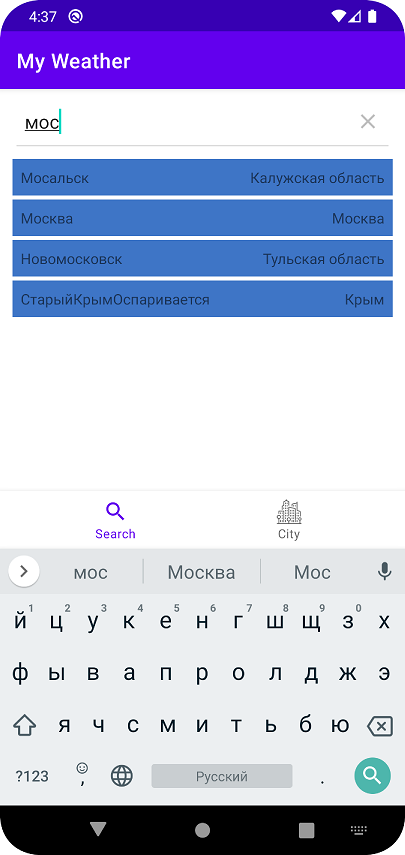 4:37
My Weather
мос
Мосальск Калужская область
Москва Москва
Новомосковск Тульская область
СтарыйКрымОспаривается Крым
Search City
мос Москва Мос
й1 ц2 у3 к4 е5 н6 г7 ш8 щ9 з0 х
ф ы в а п р о л д ж э
я ч с м и т ь б ю
?123 , Русский .